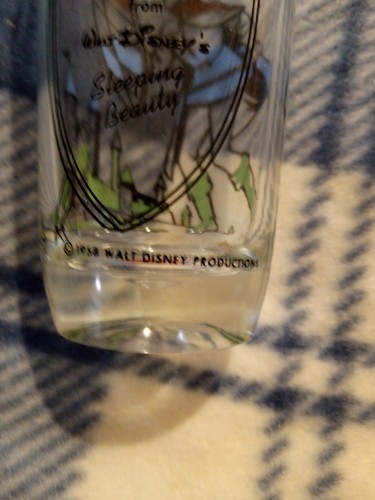 from
Walt Disney's
Sleeping
Beauty
© 1958 WALT DISNEY PRODUCTIONS